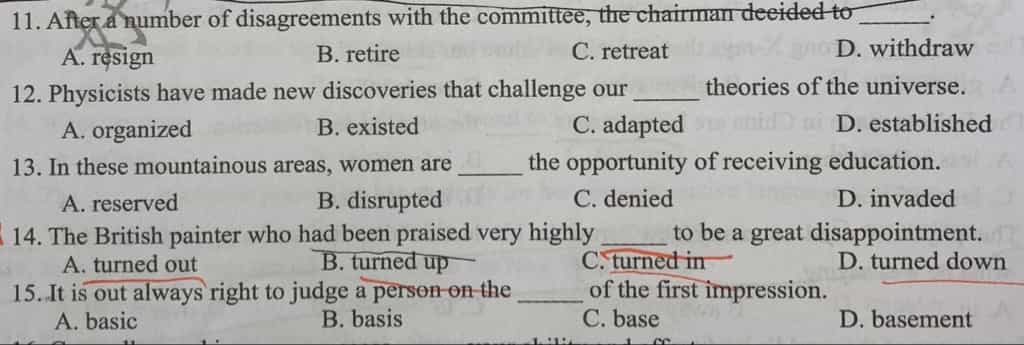 11. After a number of disagreements with the committee, the chairman decided to ______.
A. resign B. retire C. retreat D. withdraw
12. Physicists have made new discoveries that challenge our ______ theories of the universe.
A. organized B. existed C. adapted D. established
13. In these mountainous areas, women are ______ the opportunity of receiving education.
A. reserved B. disrupted C. denied D. invaded
14. The British painter who had been praised very highly ______ to be a great disappointment.
A. turned out B. turned up C. turned in D. turned down
15. It is out always right to judge a person on the ______ of the first impression.
A. basic B. basis C. base D. basement